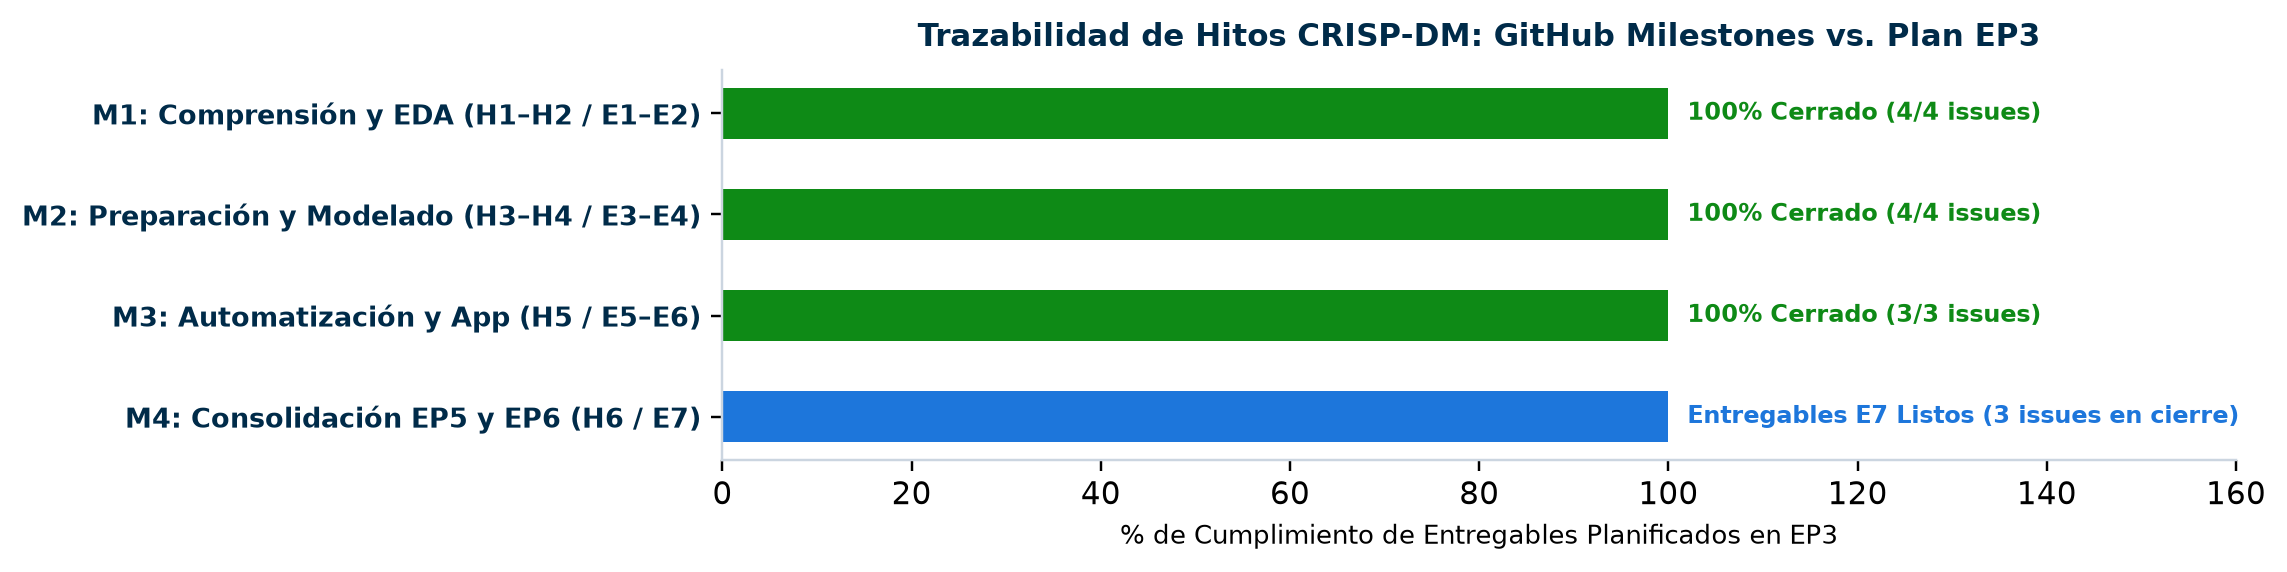 Trazabilidad de Hitos CRISP-DM: GitHub Milestones vs. Plan EP3
M1: Comprensión y EDA (H1–H2 / E1–E2)
100% Cerrado (4/4 issues)
M2: Preparación y Modelado (H3–H4 / E3–E4)
100% Cerrado (4/4 issues)
M3: Automatización y App (H5 / E5–E6)
100% Cerrado (3/3 issues)
M4: Consolidación EP5 y EP6 (H6 / E7)
Entregables E7 Listos (3 issues en cierre)
0 20 40 60 80 100 120 140 160
% de Cumplimiento de Entregables Planificados en EP3